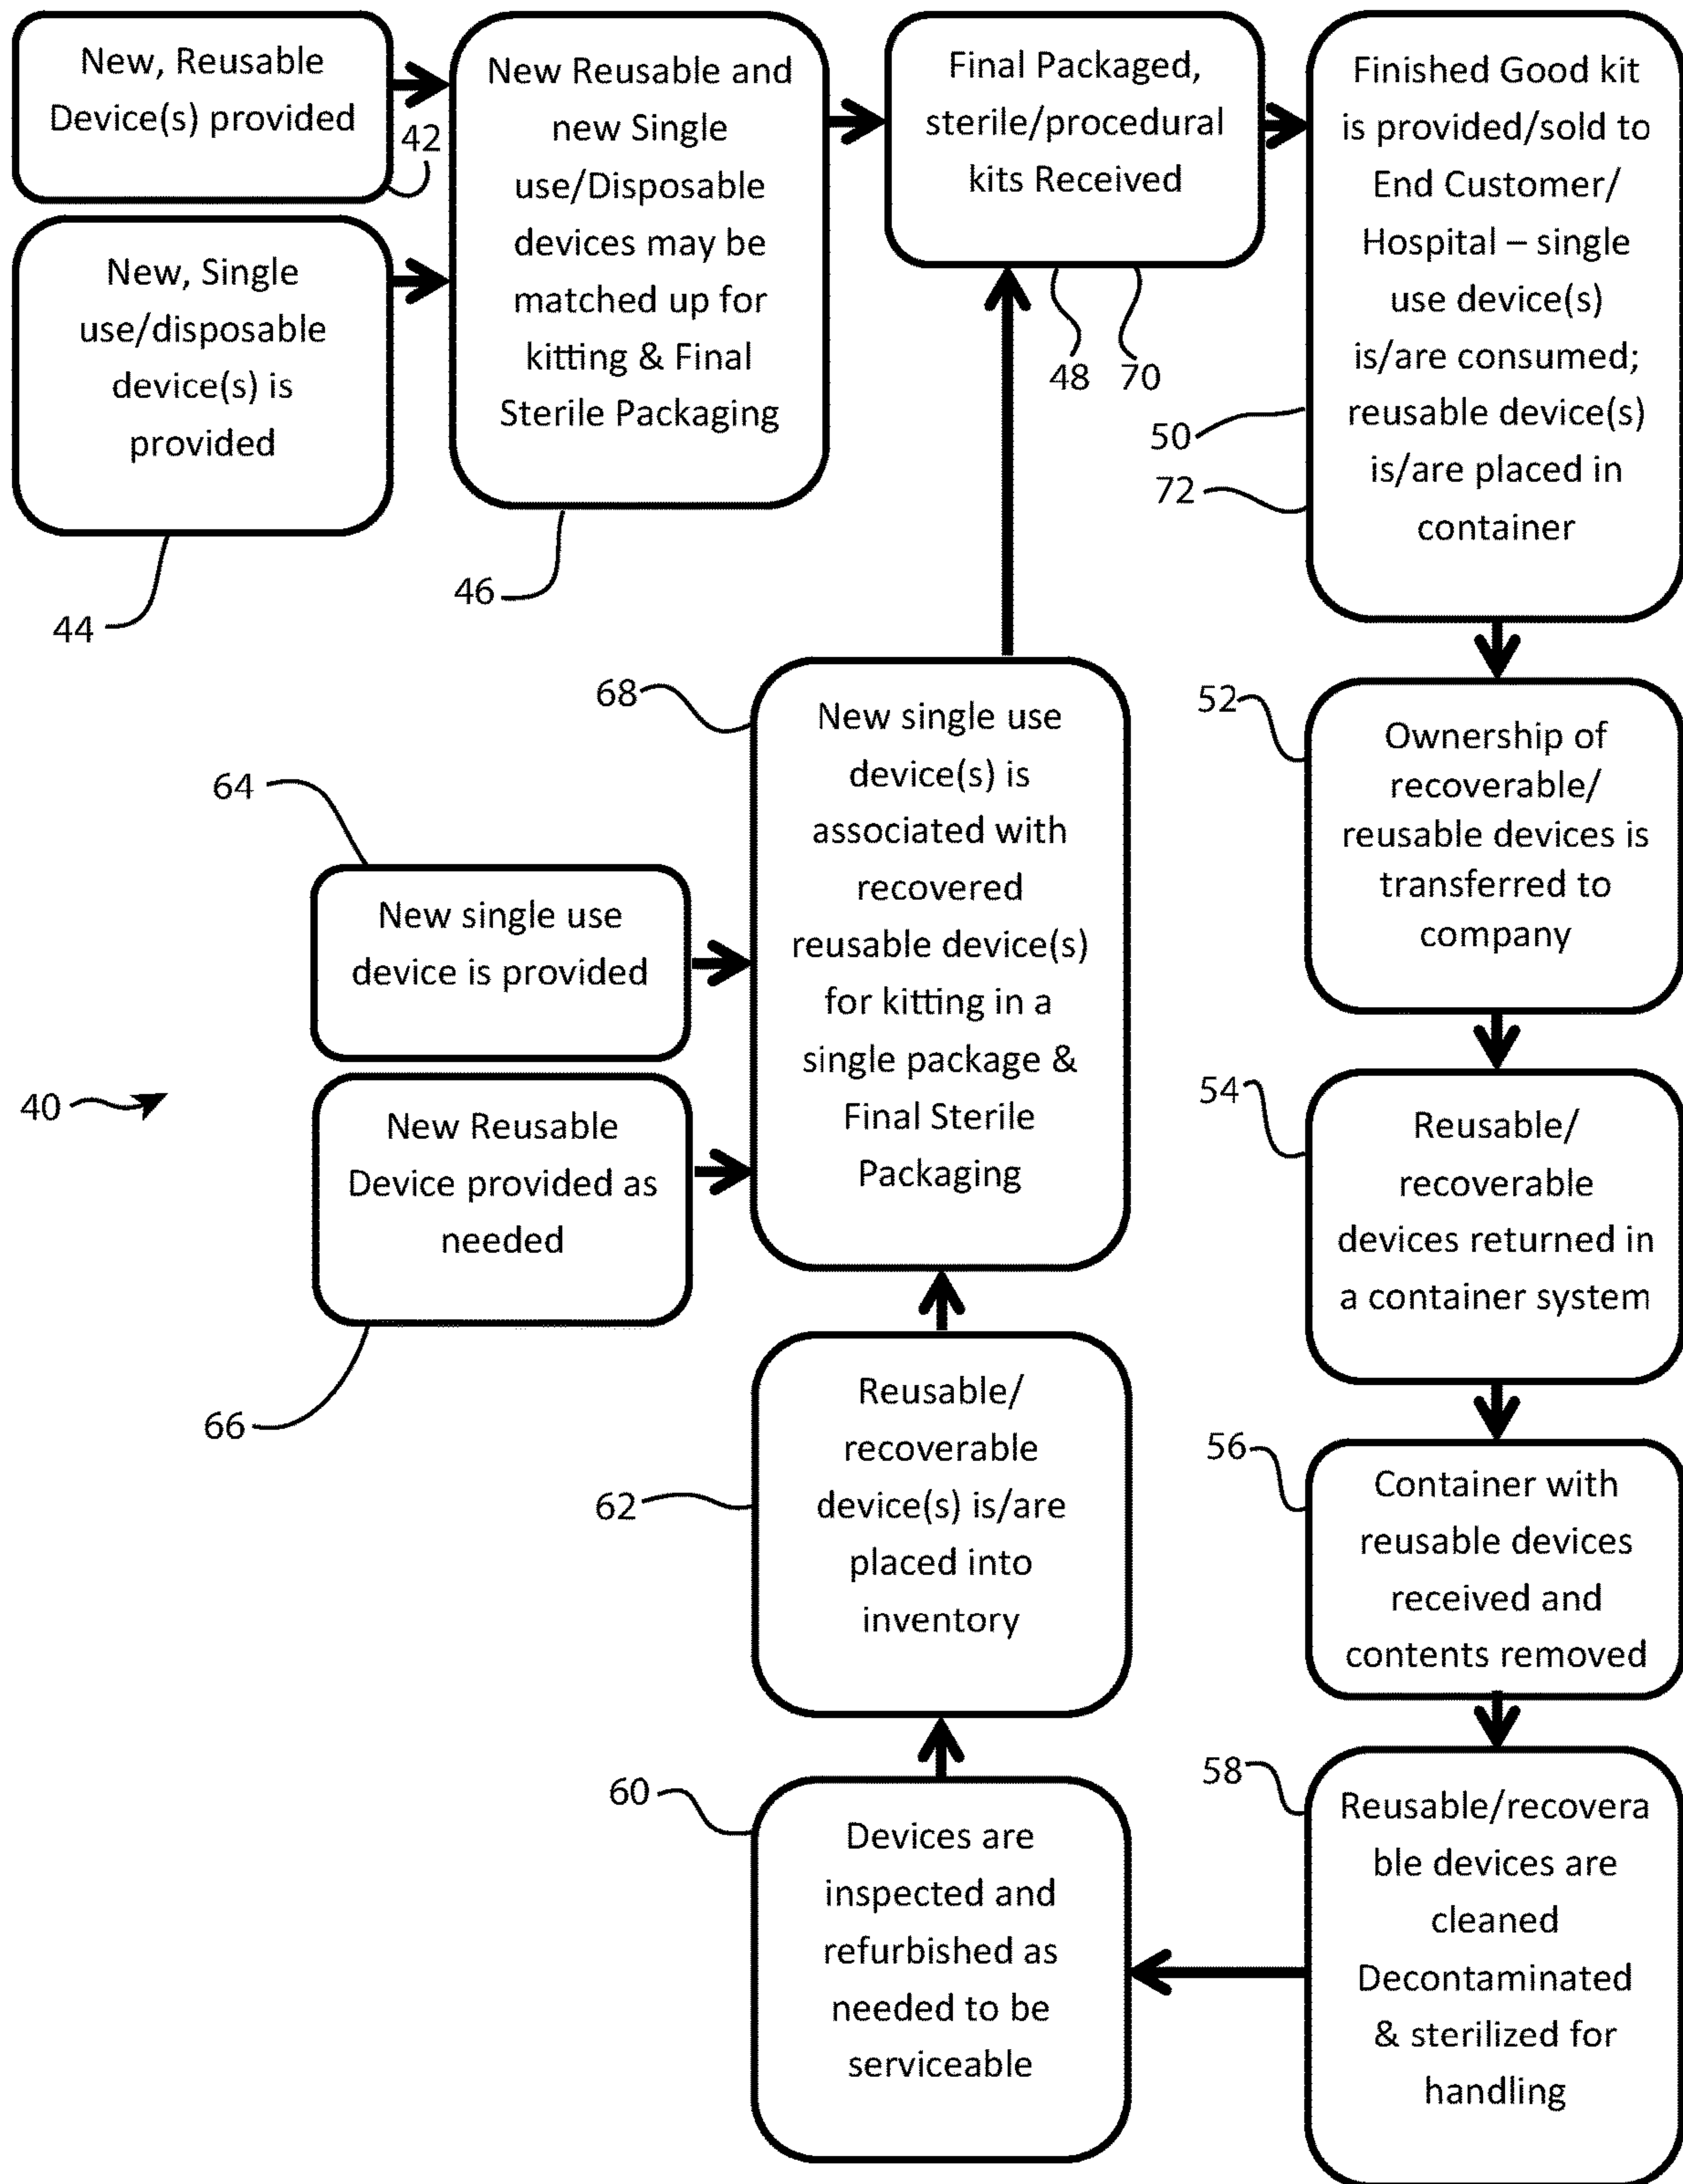 New, Reusable
Device(s) provided
42
New, Single
use/disposable
device(s) is
provided
44
New Reusable and
new Single
use/Disposable
devices may be
matched up for
kitting & Final
Sterile Packaging
46
Final Packaged,
sterile/procedural
kits Received
48
70
Finished Good kit
is provided/sold to
End Customer/
Hospital – single
use device(s)
is/are consumed;
reusable device(s)
is/are placed in
container
50
72
52
Ownership of
recoverable/
reusable devices is
transferred to
company
54
Reusable/
recoverable
devices returned in
a container system
56
Container with
reusable devices
received and
contents removed
58
Reusable/recovera
ble devices are
cleaned
Decontaminated
& sterilized for
handling
60
Devices are
inspected and
refurbished as
needed to be
serviceable
62
Reusable/
recoverable
device(s) is/are
placed into
inventory
64
New single use
device is provided
66
New Reusable
Device provided as
needed
68
New single use
device(s) is
associated with
recovered
reusable device(s)
for kitting in a
single package &
Final Sterile
Packaging
40